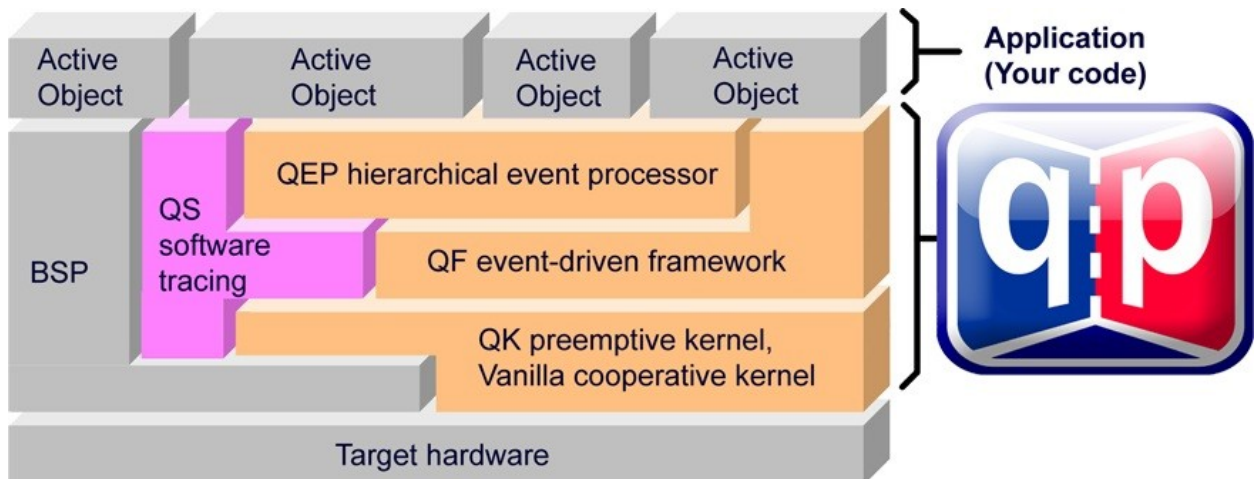 Active
Object
Active
Object
Active
Object
Active
Object
Application
(Your code)
QEP hierarchical event processor
QS
software
tracing
BSP
QF event-driven framework
QK preemptive kernel,
Vanilla cooperative kernel
Target hardware
qp